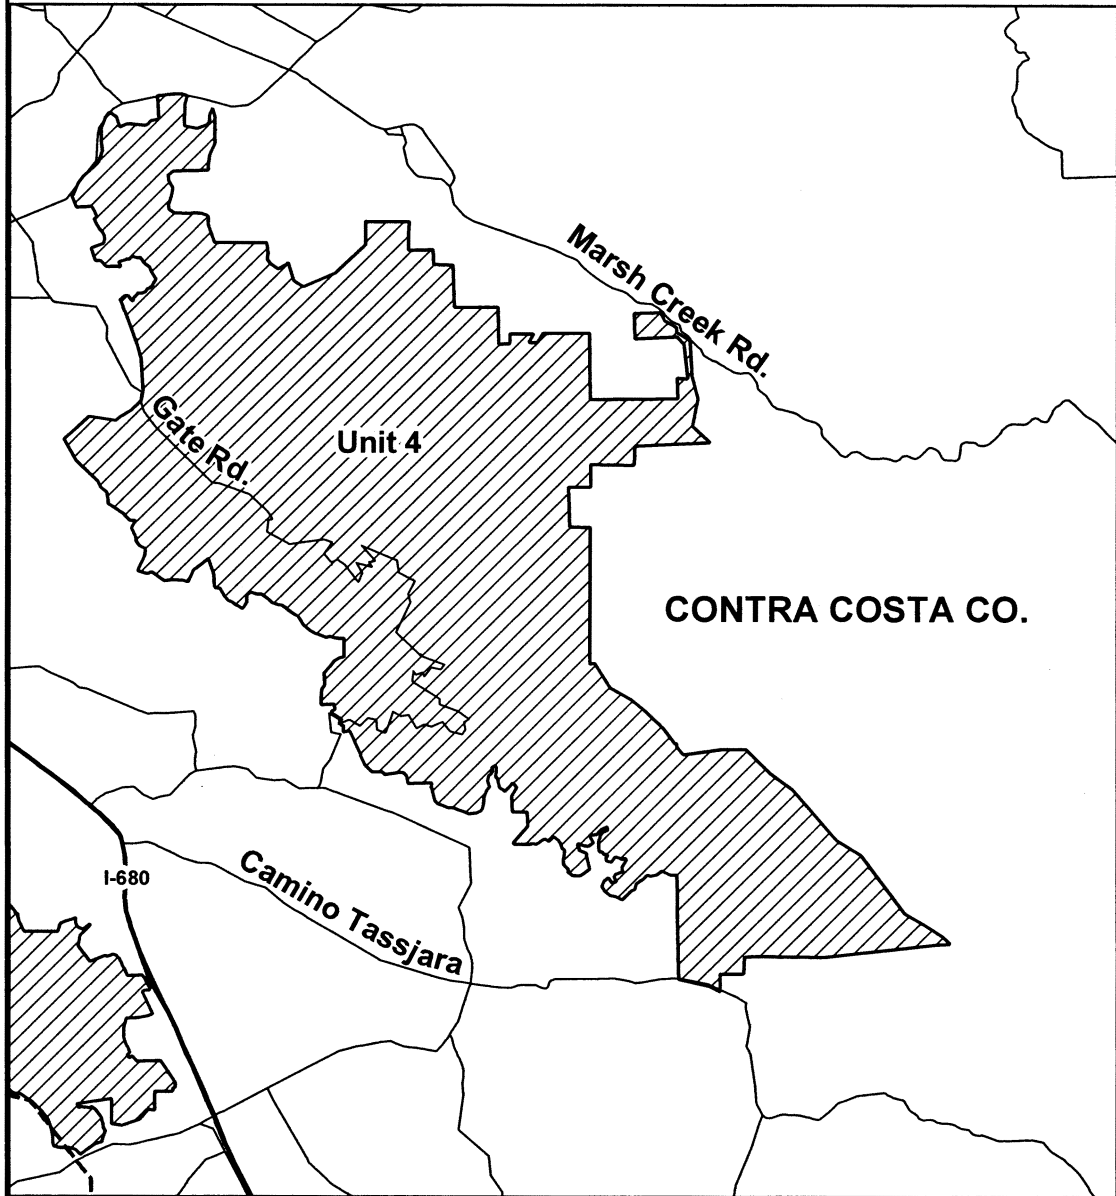 Marsh Creek Rd.
Gate Rd.
Unit 4
CONTRA COSTA CO.
I-680
Camino Tassjara